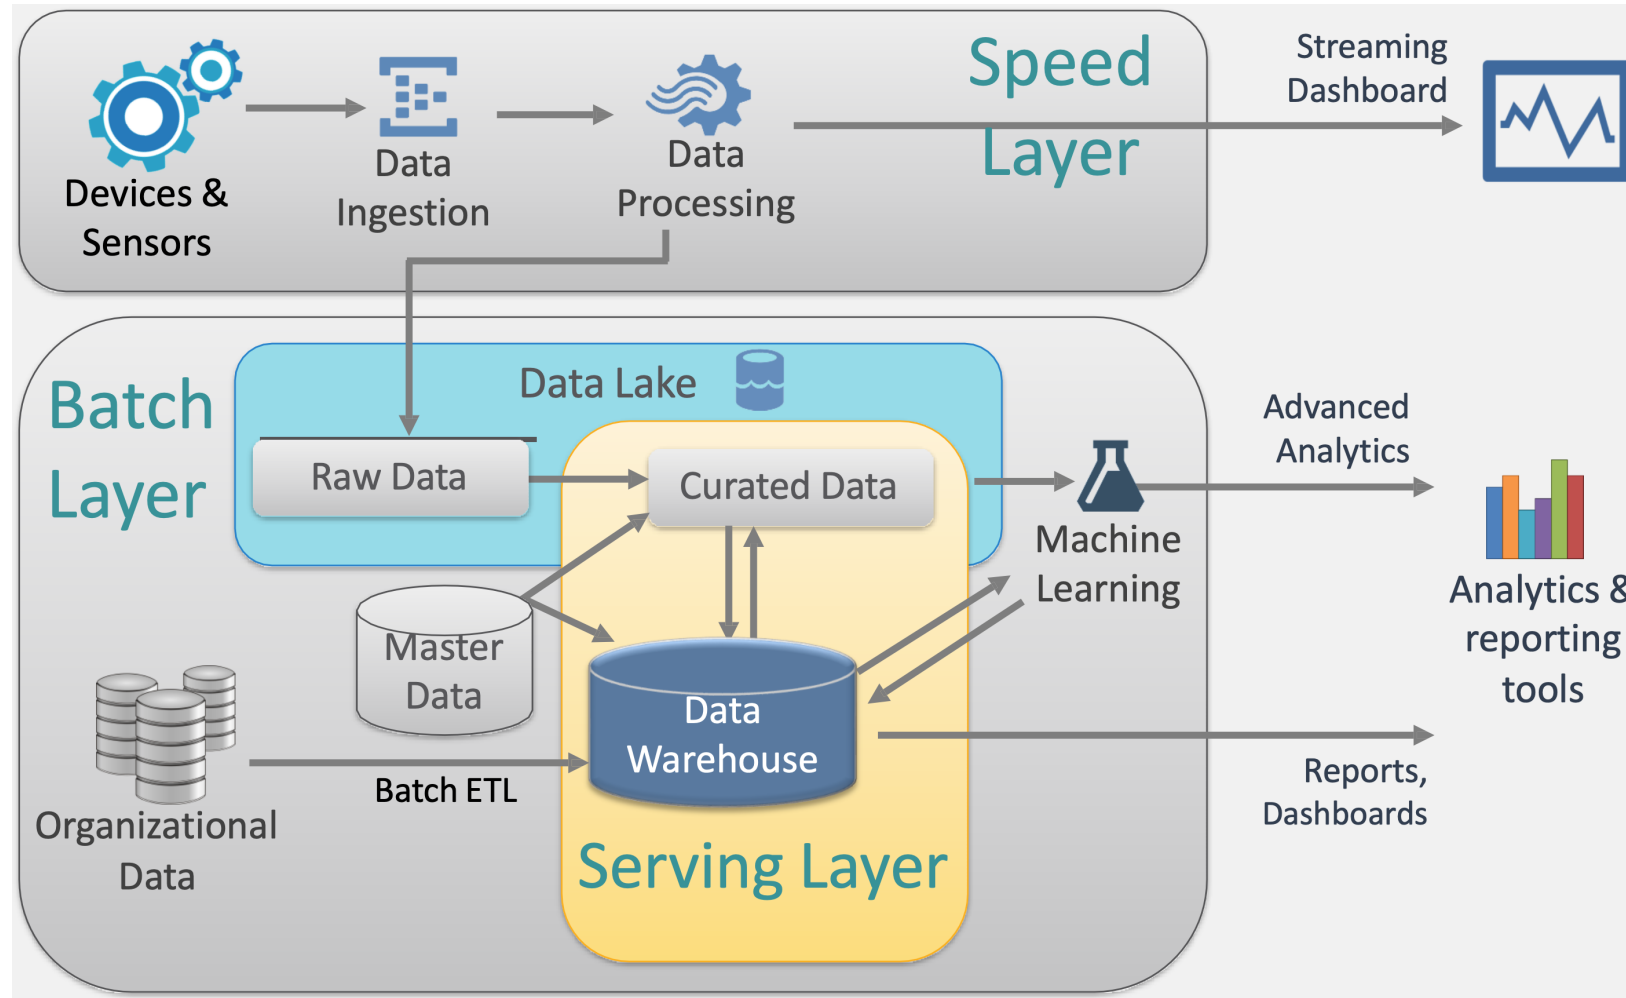 Speed
Layer
Streaming
Dashboard
Devices &
Sensors
Data
Ingestion
Data
Processing
Batch
Layer
Data Lake
Raw Data
Curated Data
Advanced
Analytics
Machine
Learning
Analytics &
reporting
tools
Master
Data
Data
Warehouse
Batch ETL
Organizational
Data
Reports,
Dashboards
Serving Layer